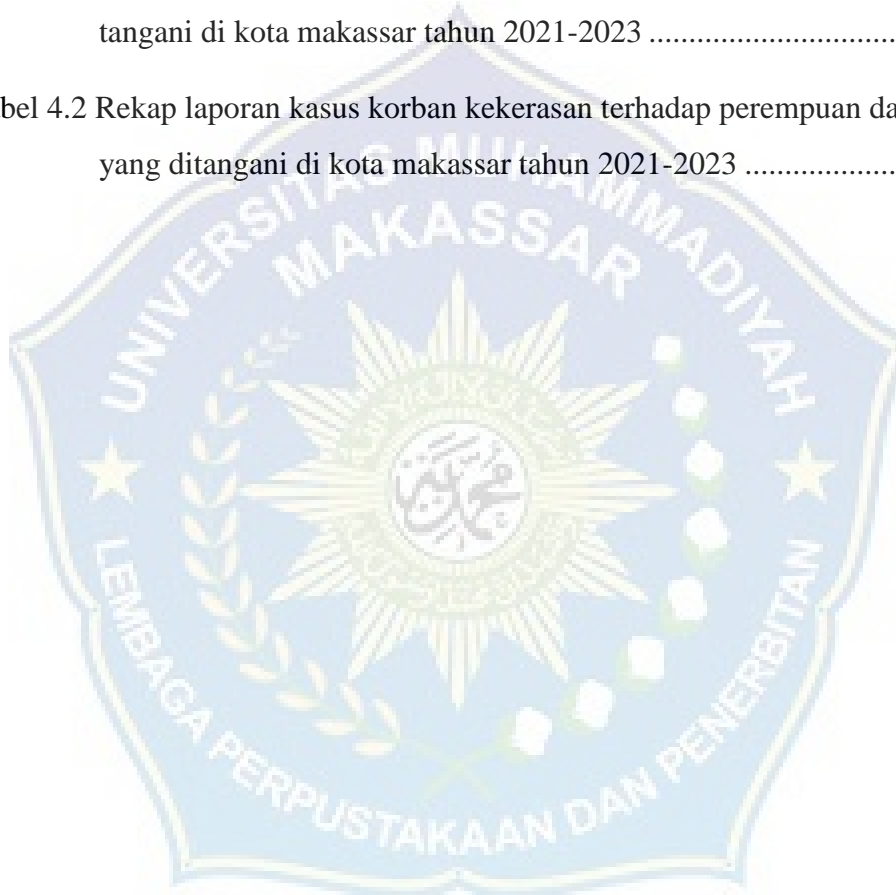 tangani di kota makassar tahun 2021-2023 ............................
bel 4.2 Rekap laporan kasus korban kekerasan terhadap perempuan da
yang ditangani di kota makassar tahun 2021-2023 ...................
UNIVERSITAS MUHAMMADIYAH
MAKASSAR
LEMBAGA PERPUSTAKAAN DAN PENERBITAN